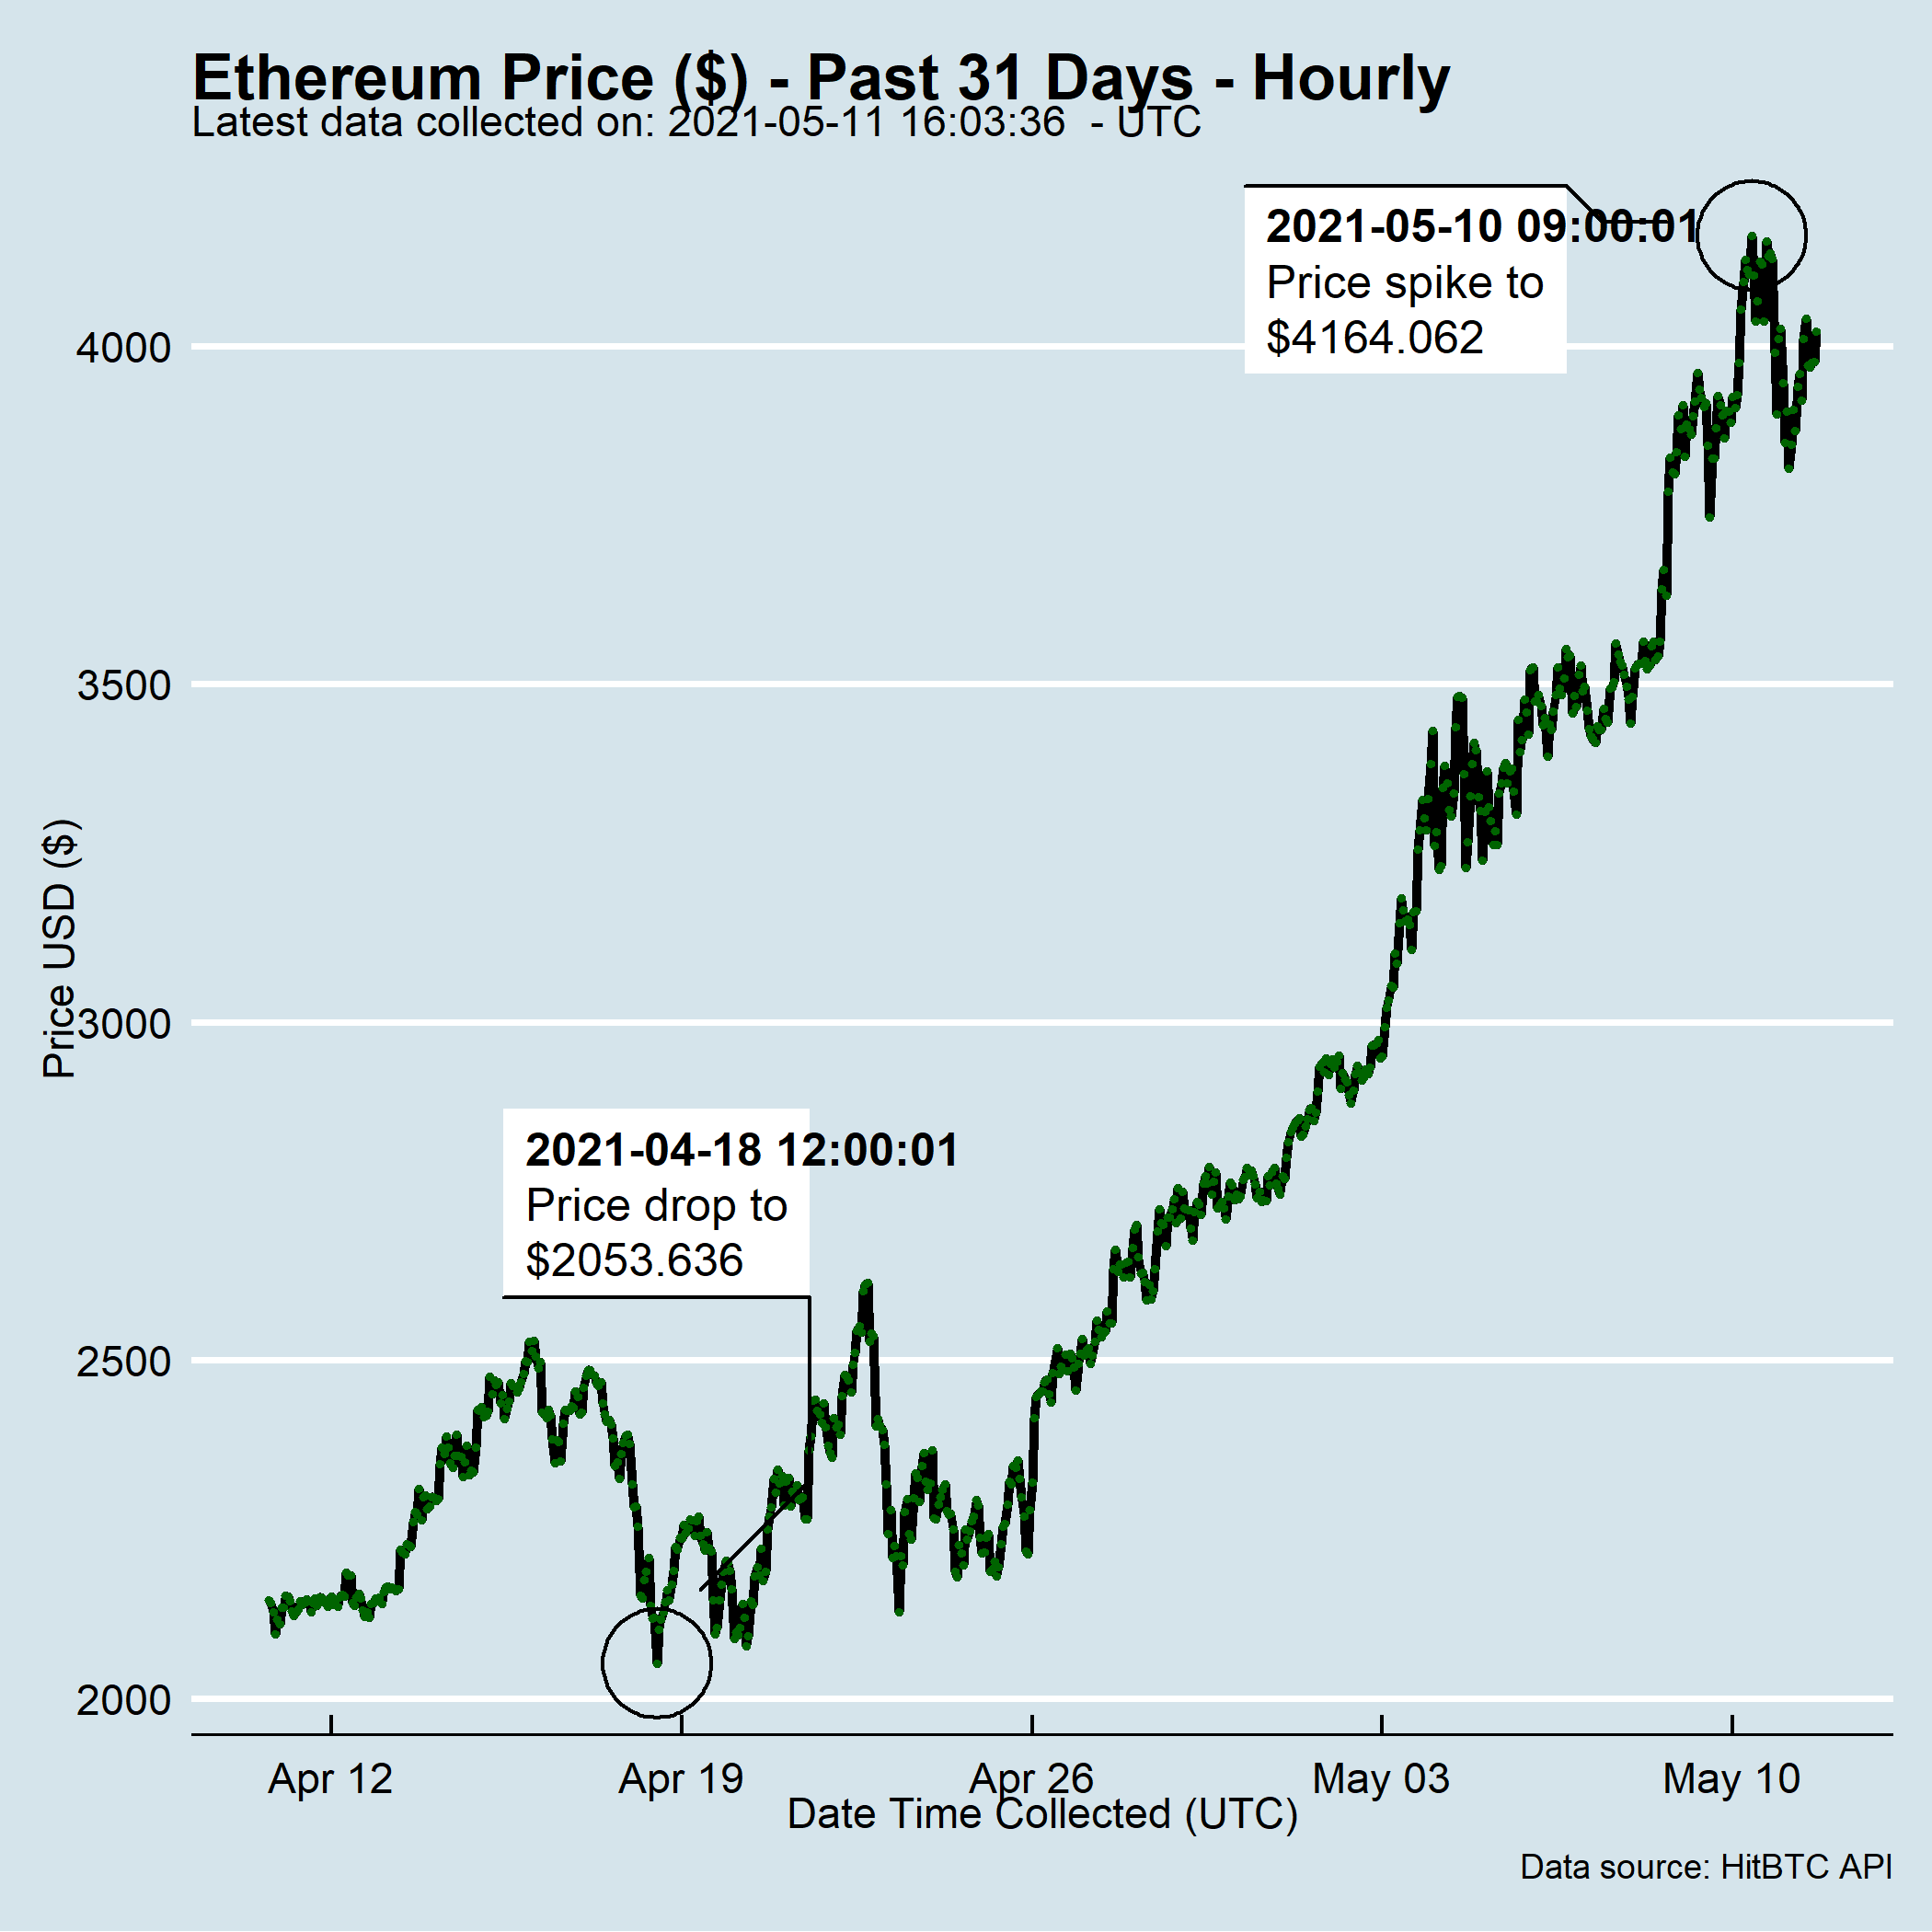 Ethereum Price ($) - Past 31 Days - Hourly
Latest data collected on: 2021-05-11 16:03:36  - UTC
2021-05-10 09:00:01
Price spike to
$4164.062
4000
3500
3000
2500
2000
Price USD ($)
2021-04-18 12:00:01
Price drop to
$2053.636
Apr 12
Apr 19
Apr 26
May 03
May 10
Date Time Collected (UTC)
Data source: HitBTC API